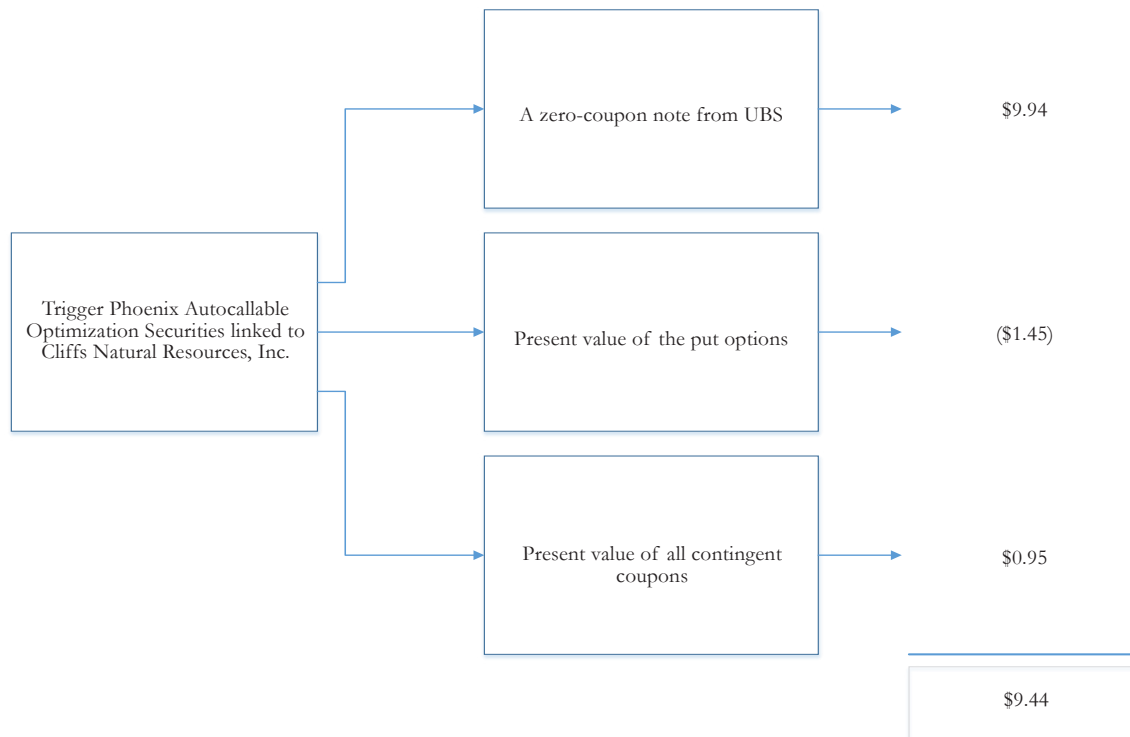 A zero-coupon note from UBS
$9.94
Trigger Phoenix Autocallable
Optimization Securities linked to
Cliffs Natural Resources, Inc.
Present value of the put options
($1.45)
Present value of all contingent
coupons
$0.95
$9.44